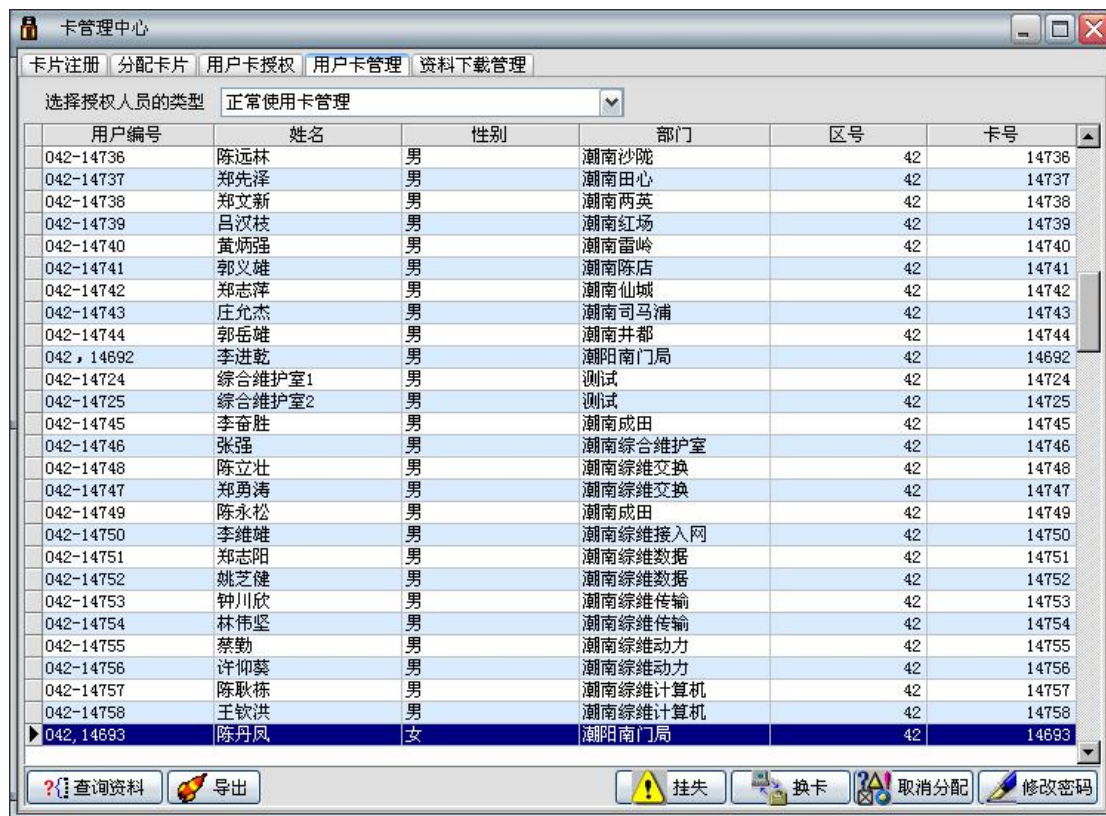 卡管理中心
卡片注册 分配卡片 用户卡授权 用户卡管理 资料下载管理
选择授权人员的类型 正常使用卡管理
用户编号 姓名 性别 部门 区号 卡号
042-14736 陈远林 男 潮南沙陇 42 14736
042-14737 郑先泽 男 潮南田心 42 14737
042-14738 郑文新 男 潮南两英 42 14738
042-14739 吕汉枝 男 潮南红场 42 14739
042-14740 黄炳强 男 潮南雷岭 42 14740
042-14741 郭义雄 男 潮南陈店 42 14741
042-14742 郑志萍 男 潮南仙城 42 14742
042-14743 庄允杰 男 潮南司马浦 42 14743
042-14744 郭岳雄 男 潮南井都 42 14744
042，14692 李进乾 男 潮阳南门局 42 14692
042-14724 综合维护室1 男 测试 42 14724
042-14725 综合维护室2 男 测试 42 14725
042-14745 李奋胜 男 潮南成田 42 14745
042-14746 张强 男 潮南综合维护室 42 14746
042-14748 陈立壮 男 潮南综维交换 42 14748
042-14747 郑勇涛 男 潮南综维交换 42 14747
042-14749 陈永松 男 潮南成田 42 14749
042-14750 李维雄 男 潮南综维接入网 42 14750
042-14751 郑志阳 男 潮南综维数据 42 14751
042-14752 姚芝健 男 潮南综维数据 42 14752
042-14753 钟川欣 男 潮南综维传输 42 14753
042-14754 林伟坚 男 潮南综维传输 42 14754
042-14755 蔡勤 男 潮南综维动力 42 14755
042-14756 许仰葵 男 潮南综维动力 42 14756
042-14757 陈耿栋 男 潮南综维计算机 42 14757
042-14758 王钦洪 男 潮南综维计算机 42 14758
042,14693 陈丹凤 女 潮阳南门局 42 14693
查询资料 导出 挂失 换卡 取消分配 修改密码